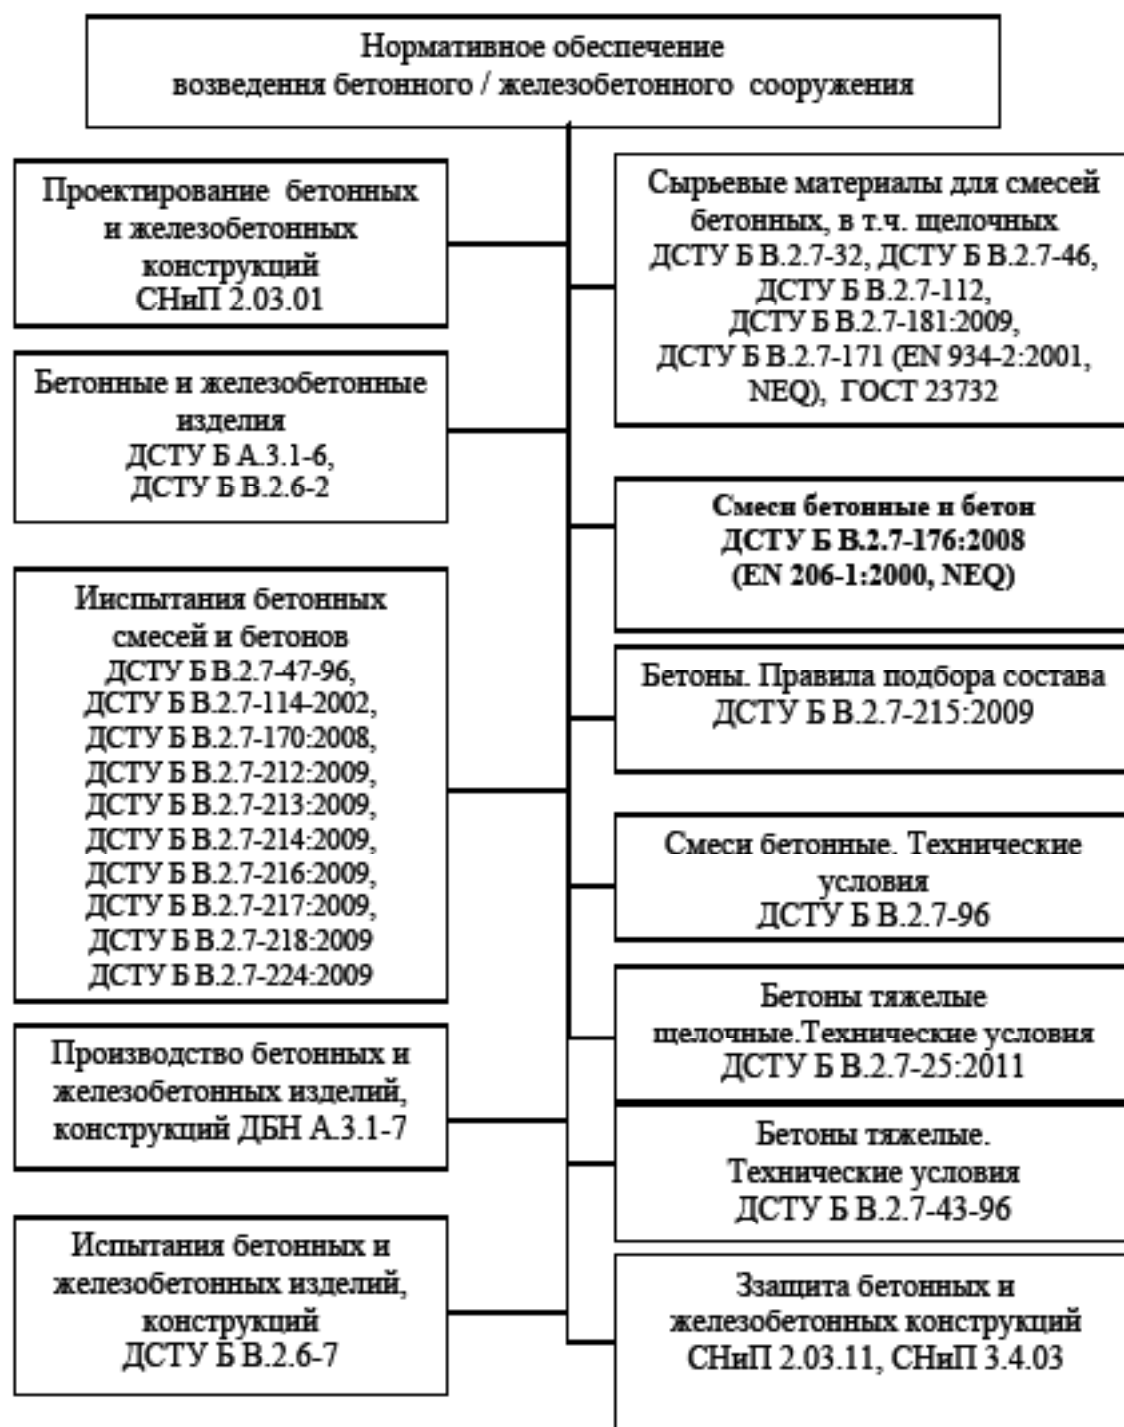 Нормативное обеспечение
возведення бетонного / железобетонного сооружения
Проектирование бетонных
и железобетонных
конструкций
СНиП 2.03.01
Бетонные и железобетонные
изделия
ДСТУ Б А.3.1-6,
ДСТУ Б В.2.6-2
Ииспытания бетонных
смесей и бетонов
ДСТУ Б В.2.7-47-96,
ДСТУ Б В.2.7-114-2002,
ДСТУ Б В.2.7-170:2008,
ДСТУ Б В.2.7-212:2009,
ДСТУ Б В.2.7-213:2009,
ДСТУ Б В.2.7-214:2009,
ДСТУ Б В.2.7-216:2009,
ДСТУ Б В.2.7-217:2009,
ДСТУ Б В.2.7-218:2009
ДСТУ Б В.2.7-224:2009
Производство бетонных и
железобетонных изделий,
конструкций ДБН А.3.1-7
Испытания бетонных и
железобетонных изделий,
конструкций
ДСТУ Б В.2.6-7
Сырьевые материалы для смесей
бетонных, в т.ч. щелочных
ДСТУ Б В.2.7-32, ДСТУ Б В.2.7-46,
ДСТУ Б В.2.7-112,
ДСТУ Б В.2.7-181:2009,
ДСТУ Б В.2.7-171 (EN 934-2:2001,
NEQ), ГОСТ 23732
Смеси бетонные и бетон
ДСТУ Б В.2.7-176:2008
(EN 206-1:2000, NEQ)
Бетоны. Правила подбора состава
ДСТУ Б В.2.7-215:2009
Смеси бетонные. Технические
условия
ДСТУ Б В.2.7-96
Бетоны тяжелые
щелочные.Технические условия
ДСТУ Б В.2.7-25:2011
Бетоны тяжелые.
Технические условия
ДСТУ Б В.2.7-43-96
Ззащита бетонных и
железобетонных конструкций
СНиП 2.03.11, СНиП 3.4.03